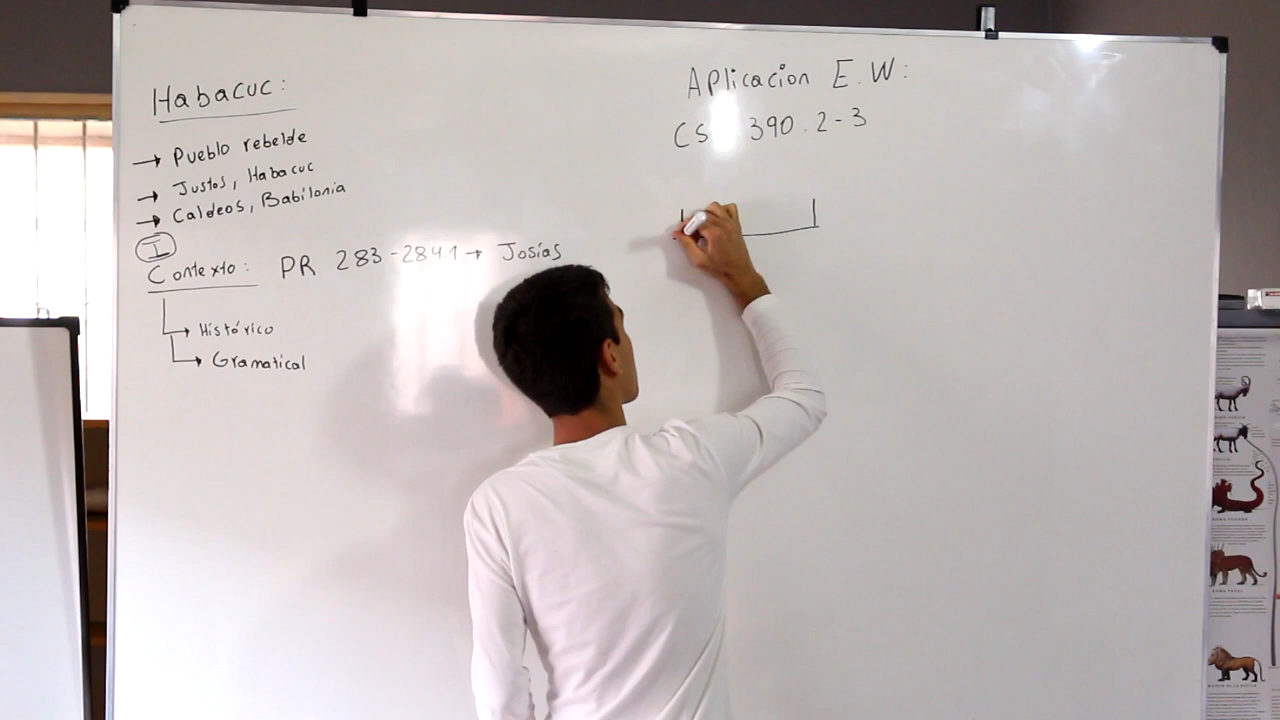 Habacuc:
→ Pueblo rebelde
→ Justos, Habacuc
→ Caldeos, Babilonia
I
Contexto: PR 283-284.1 → Josías
→ Histórico
→ Gramatical
Aplicacion E.W:
CS 390.2-3